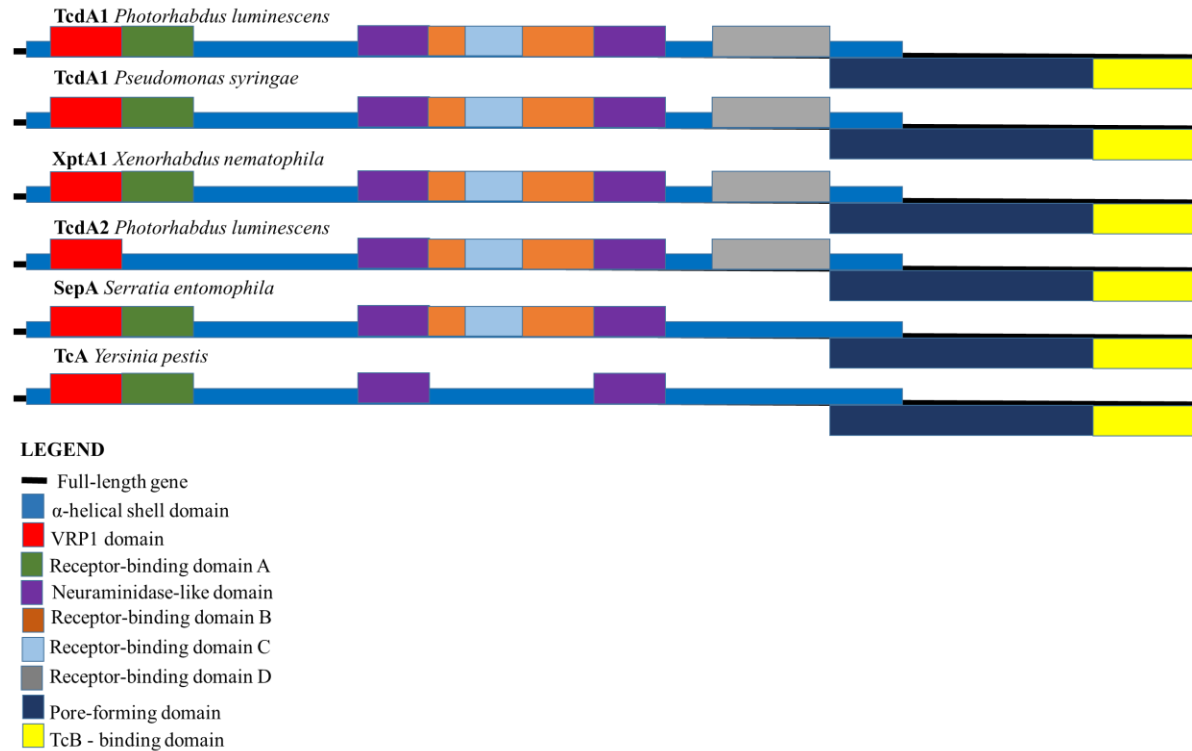 TcdA1 Photorhabdus luminescens
TcdA1 Pseudomonas syringae
XptA1 Xenorhabdus nematophila
TcdA2 Photorhabdus luminescens
SepA Serratia entomophila
TcA Yersinia pestis
LEGEND
Full-length gene
α-helical shell domain
VRP1 domain
Receptor-binding domain A
Neuraminidase-like domain
Receptor-binding domain B
Receptor-binding domain C
Receptor-binding domain D
Pore-forming domain
TcB - binding domain